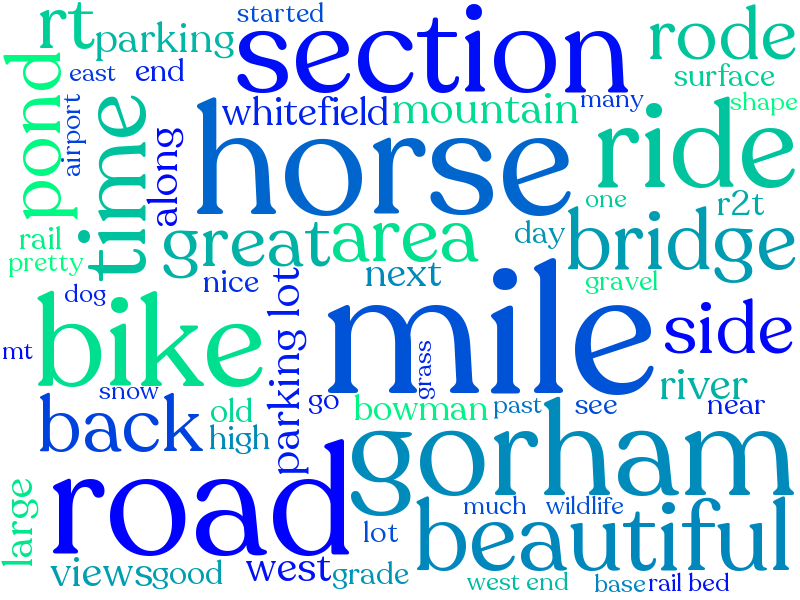 started
rt
parking
section
rode
east
end
surface
pond
airport
time
along
whitefield
mountain
many
shape
horse
ride
one
r2t
rail
pretty
great
area
day
bridge
next
gravel
dog
nice
parking lot
mile
side
mt
bike
grass
snow
old
go
bowman
past
see
river
near
back
high
gorham
road
large
much
wildlife
lot
beautiful
views
good
west
grade
west end
base
rail bed